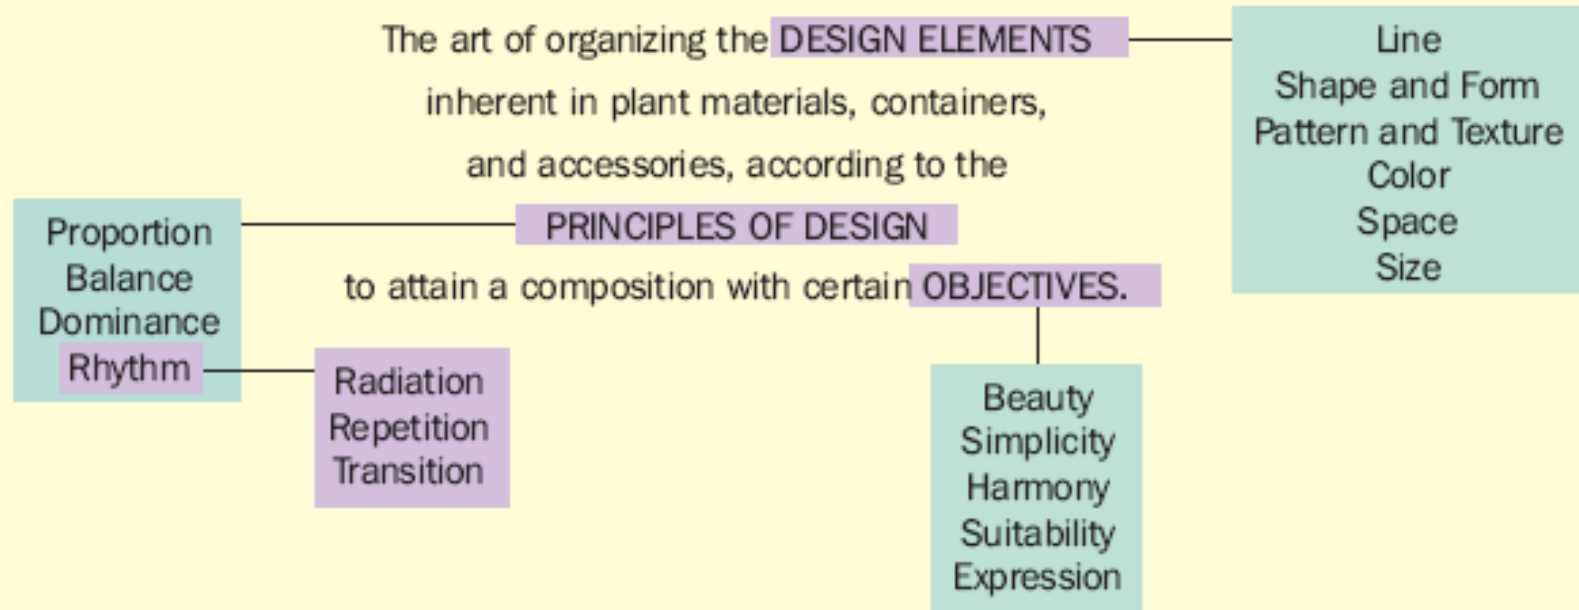 The art of organizing the DESIGN ELEMENTS
inherent in plant materials, containers,
and accessories, according to the
PRINCIPLES OF DESIGN
to attain a composition with certain OBJECTIVES.
Line
Shape and Form
Pattern and Texture
Color
Space
Size
Proportion
Balance
Dominance
Rhythm
Radiation
Repetition
Transition
Beauty
Simplicity
Harmony
Suitability
Expression